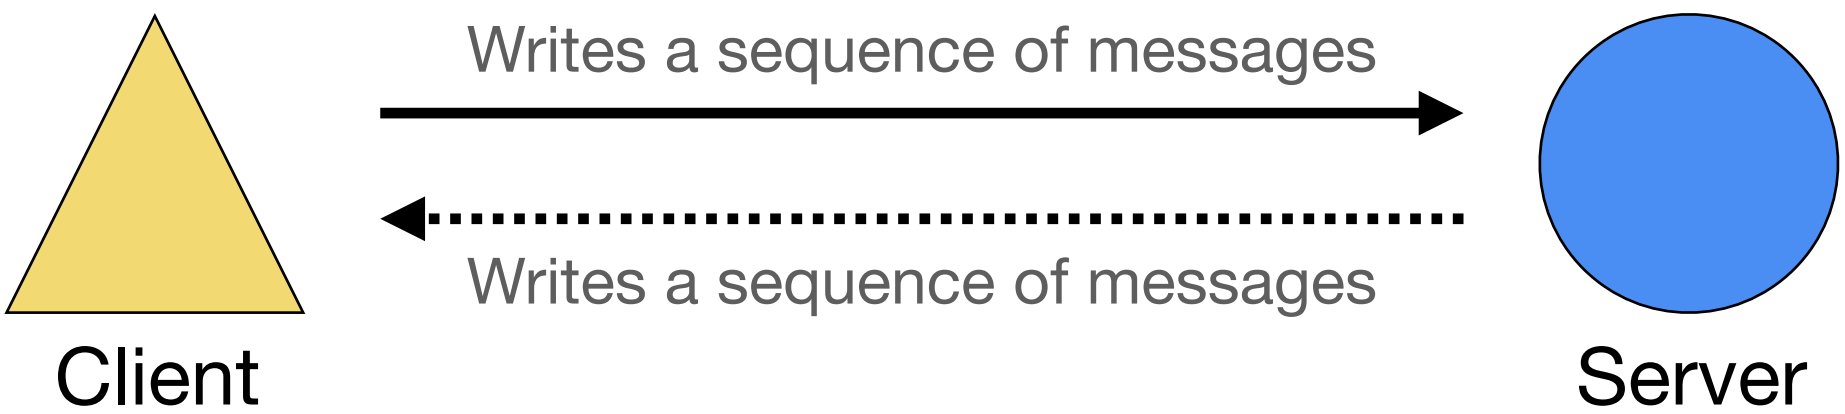 Writes a sequence of messages
Writes a sequence of messages
Client
Server